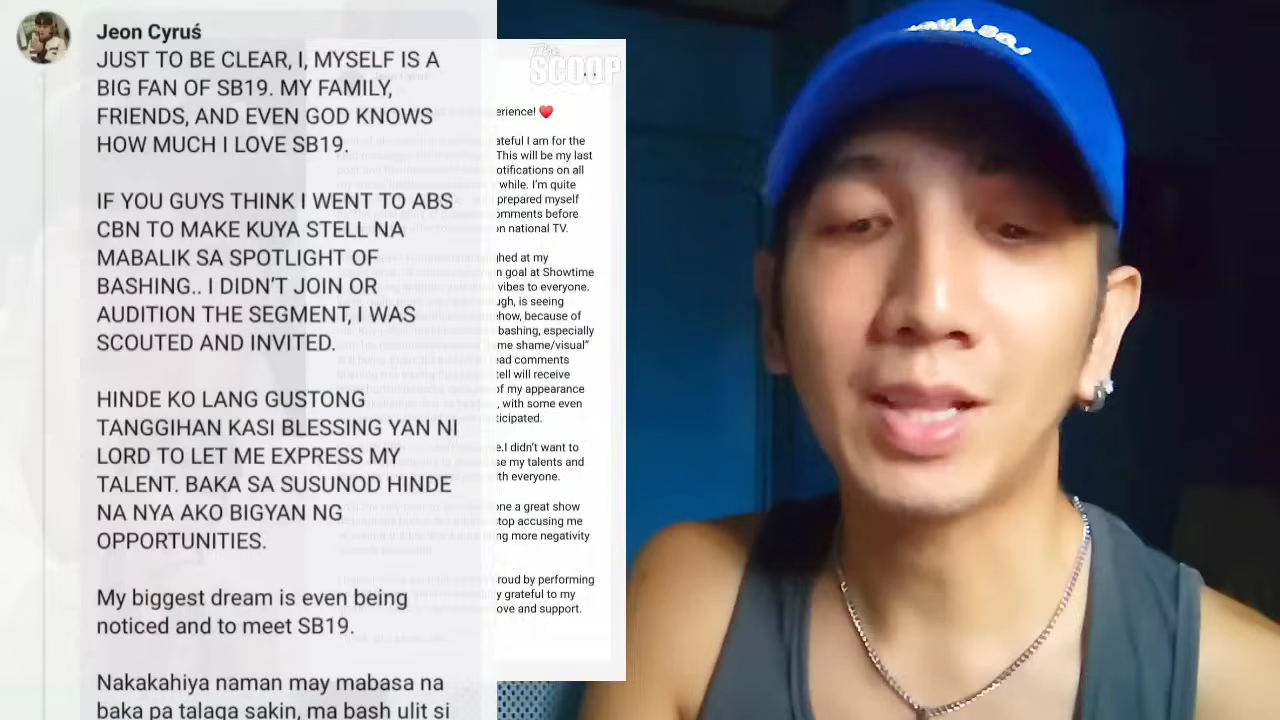 Jeon Cyruś
JUST TO BE CLEAR, I, MYSELF IS A
BIG FAN OF SB19. MY FAMILY,
FRIENDS, AND EVEN GOD KNOWS
HOW MUCH I LOVE SB19.
IF YOU GUYS THINK I WENT TO ABS
CBN TO MAKE KUYA STELL NA
MABALIK SA SPOTLIGHT OF
BASHING.. I DIDN'T JOIN OR
AUDITION THE SEGMENT, I WAS
SCOUTED AND INVITED.
HINDE KO LANG GUSTONG
TANGGIHAN KASI BLESSING YAN NI
LORD TO LET ME EXPRESS MY
TALENT. BAKA SA SUSUNOD HINDE
NA NYA AKO BIGYAN NG
OPPORTUNITIES.
My biggest dream is even being
noticed and to meet SB19.
Nakakahiya naman may mabasa na
baka pa talaga sakin, ma bash ulit si
The
SCOOP
erience! ❤️
ateful I am for the
This will be my last
otifications on all
while. I'm quite
prepared myself
omments before
on national TV.
ghed at my
n goal at Showtime
vibes to everyone.
ugh, is seeing
ehow, because of
bashing, especially
me shame/visual"
ead comments
tell will receive
of my appearance
, with some even
ticipated.
e.I didn't want to
se my talents and
ith everyone.
one a great show
stop accusing me
ng more negativity
proud by performing
y grateful to my
ove and support.